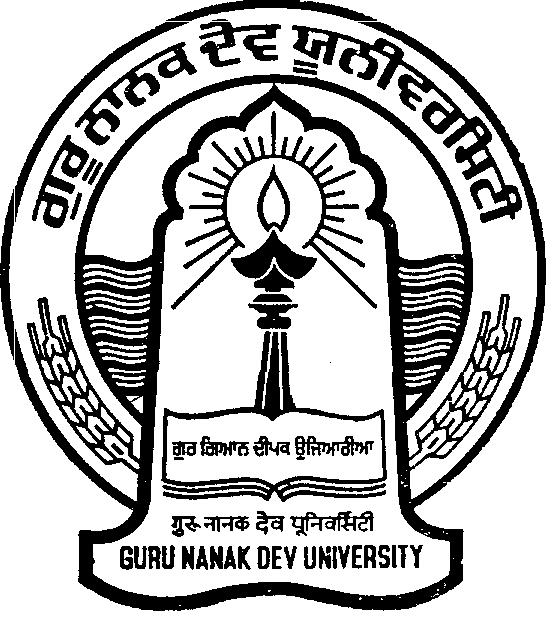 ਗੁਰੂ ਨਾਨਕ ਦੇਵ ਯੂਨੀਵਰਸਿਟੀ
ਗੁਰ ਗਿਆਨ ਦੀਪਕ ਉਜਿਆਰੀਆ
गुरु नानक देव यूनिवर्सिटी
GURU NANAK DEV UNIVERSITY